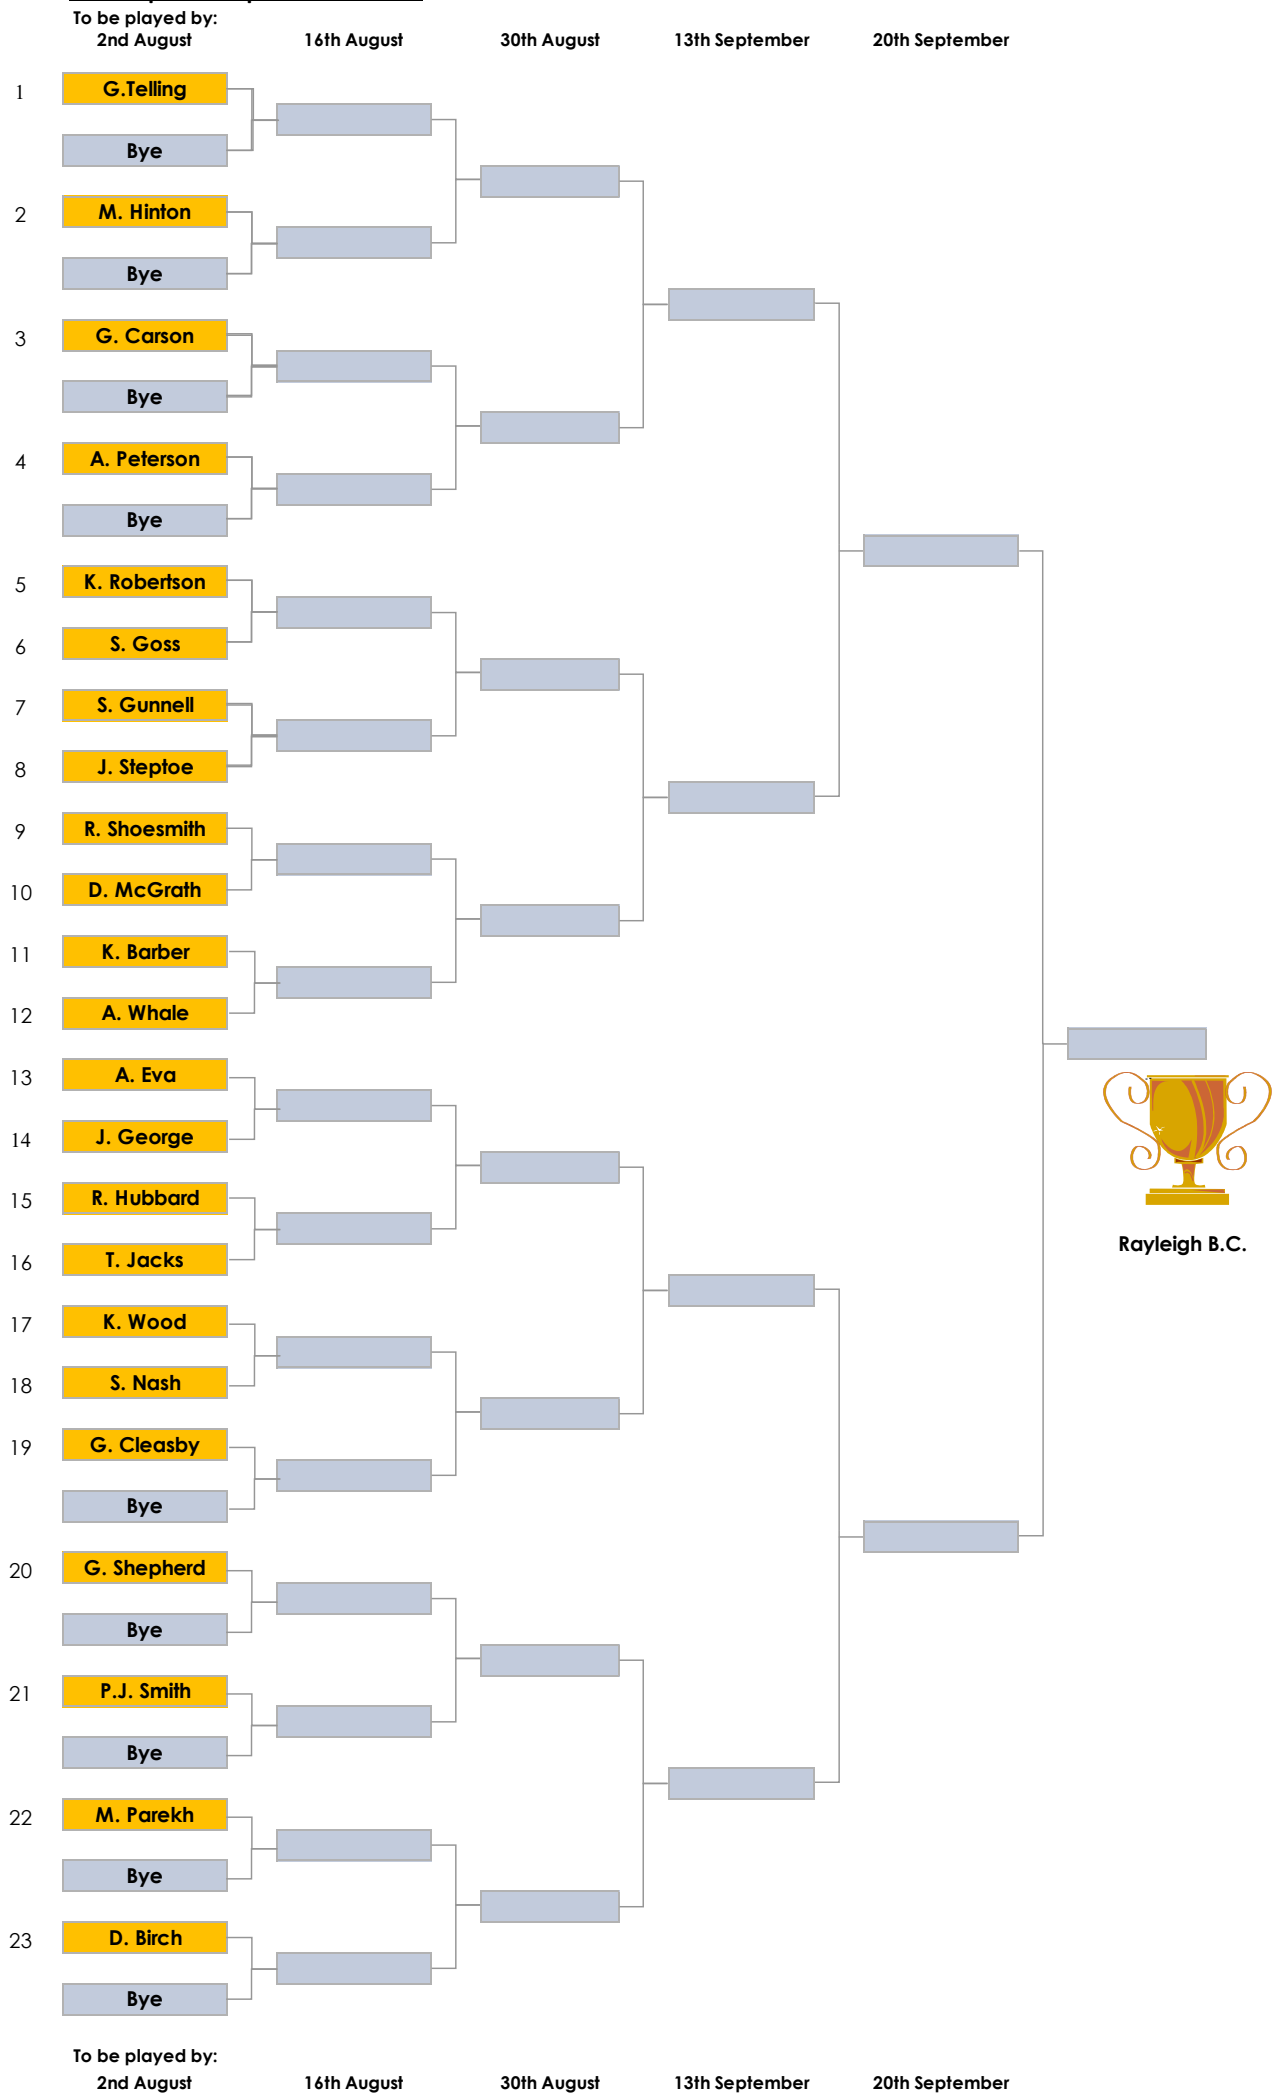 To be played by:
2nd August 16th August 30th August 13th September 20th September
1 G.Telling
Bye
2 M. Hinton
Bye
3 G. Carson
Bye
4 A. Peterson
Bye
5 K. Robertson
6 S. Goss
7 S. Gunnell
8 J. Steptoe
9 R. Shoesmith
10 D. McGrath
11 K. Barber
12 A. Whale
13 A. Eva
14 J. George
15 R. Hubbard
16 T. Jacks
Rayleigh B.C.
17 K. Wood
18 S. Nash
19 G. Cleasby
Bye
20 G. Shepherd
Bye
21 P.J. Smith
Bye
22 M. Parekh
Bye
23 D. Birch
Bye
To be played by:
2nd August 16th August 30th August 13th September 20th September